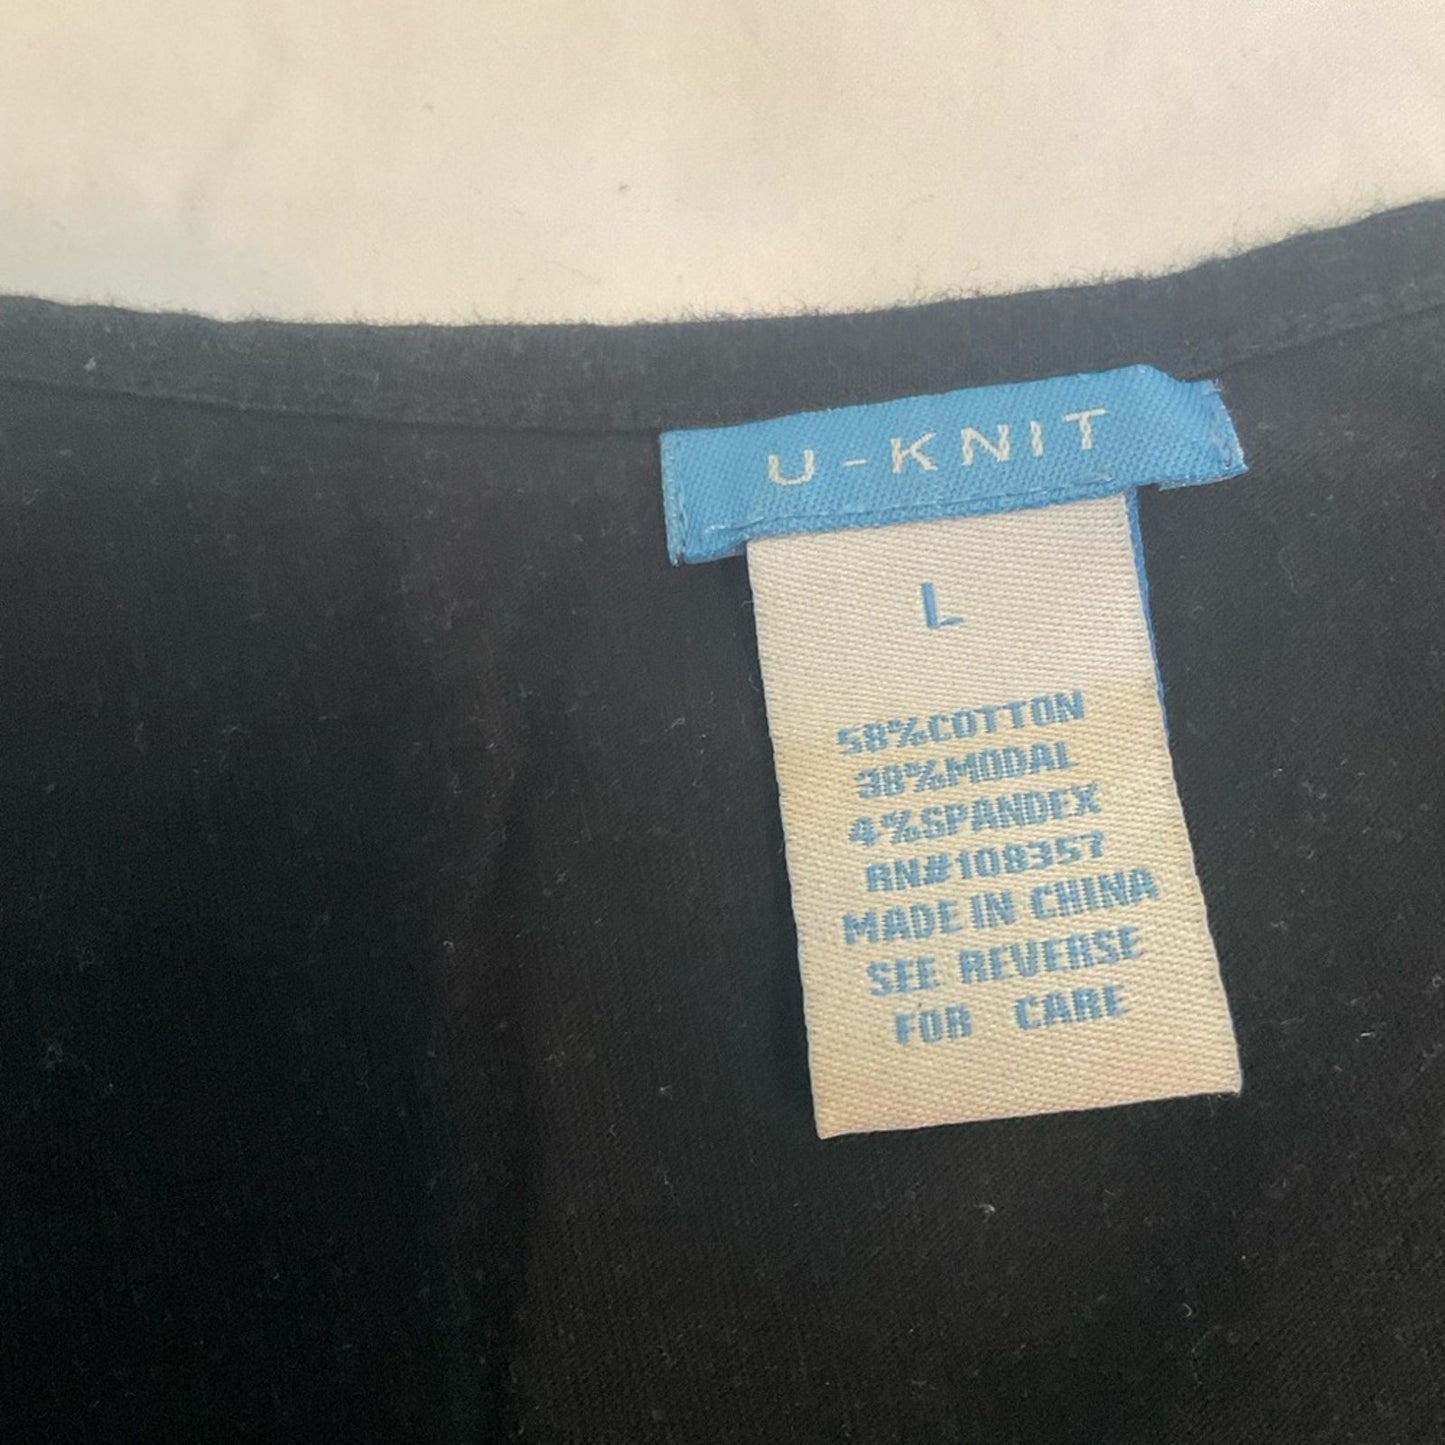 U-KNIT
L
58%COTTON
38%MODAL
4%SPANDEX
RN#108357
MADE IN CHINA
SEE REVERSE
FOR CARE